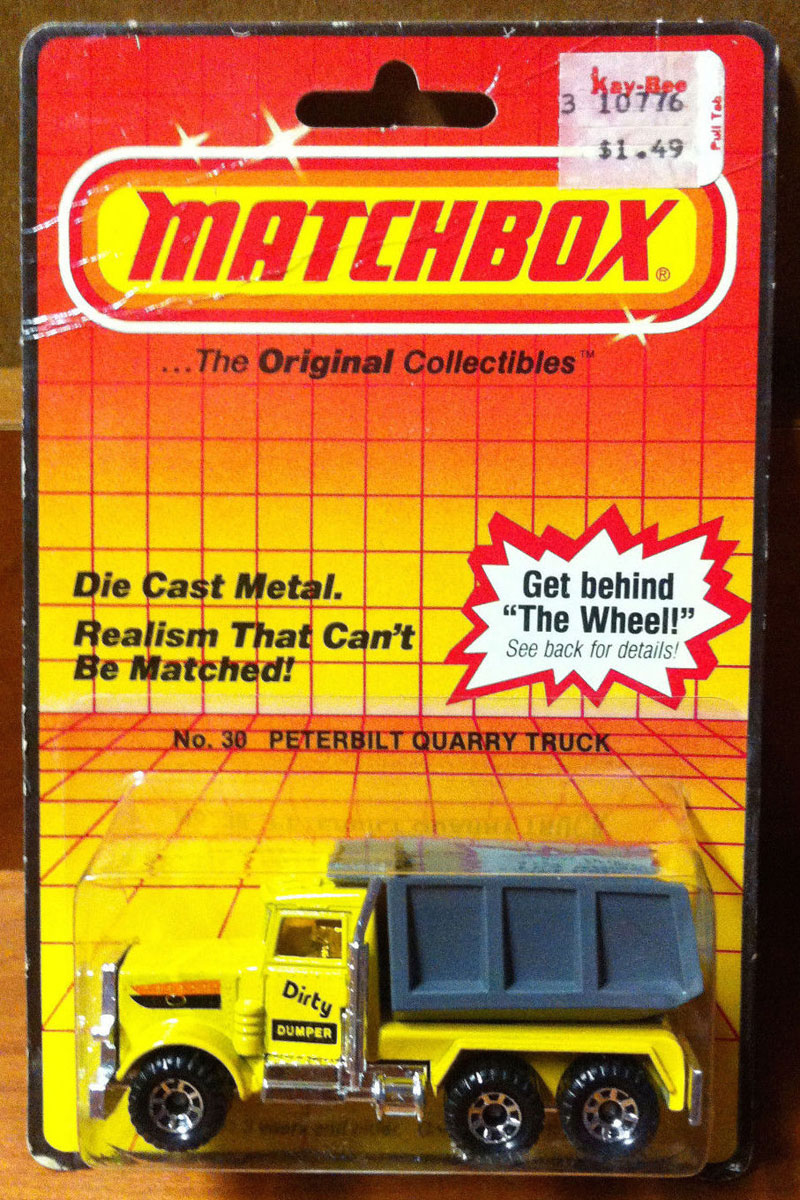 Kay-Bee
3 10776
$1.49
Pull Tab
MATCHBOX®
...The Original Collectibles™
Die Cast Metal.
Realism That Can't
Be Matched!
Get behind
“The Wheel!”
See back for details!
No. 30 PETERBILT QUARRY TRUCK
Dirty
DUMPER